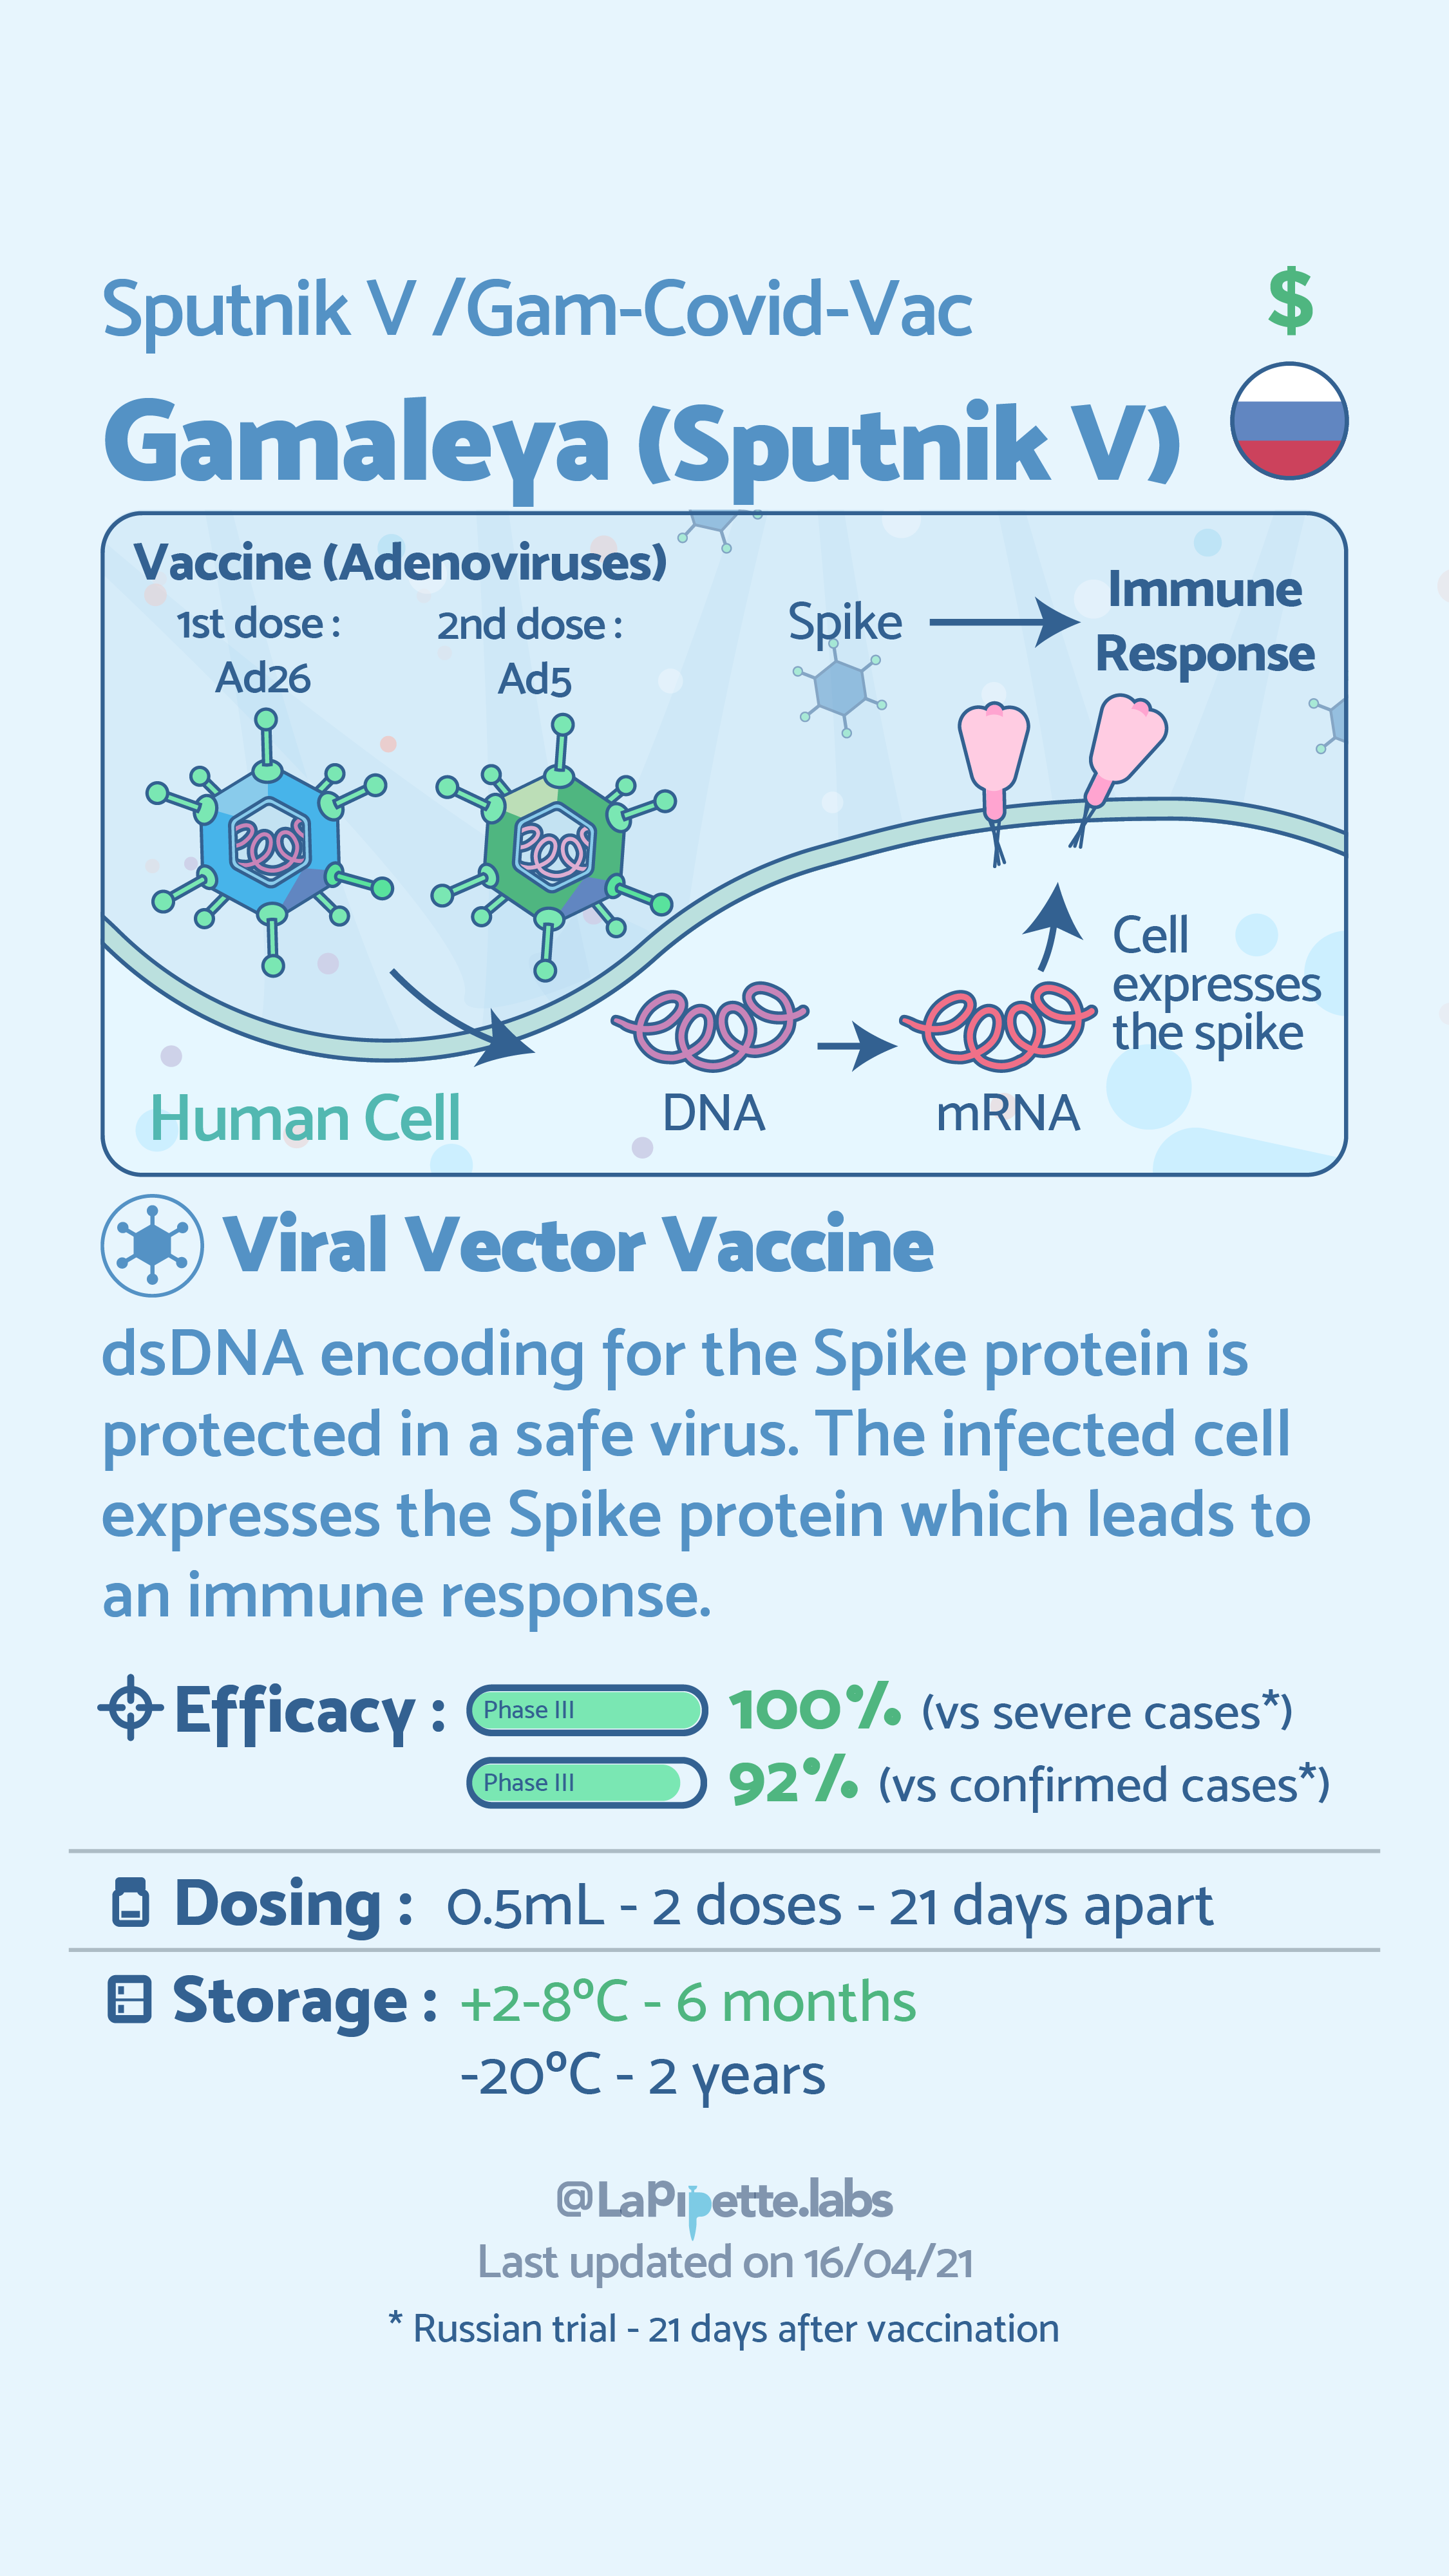 Sputnik V /Gam-Covid-Vac
$
Gamaleya (Sputnik V)
Vaccine (Adenoviruses)
1st dose :
Ad26
2nd dose :
Ad5
Spike
Immune
Response
Cell
expresses
the spike
Human Cell
DNA
mRNA
Viral Vector Vaccine
dsDNA encoding for the Spike protein is
protected in a safe virus. The infected cell
expresses the Spike protein which leads to
an immune response.
Efficacy : Phase III 100% (vs severe cases*)
Phase III 92% (vs confirmed cases*)
Dosing : 0.5mL - 2 doses - 21 days apart
Storage : +2-8°C - 6 months
-20°C - 2 years
@LaPipette.labs
Last updated on 16/04/21
* Russian trial - 21 days after vaccination